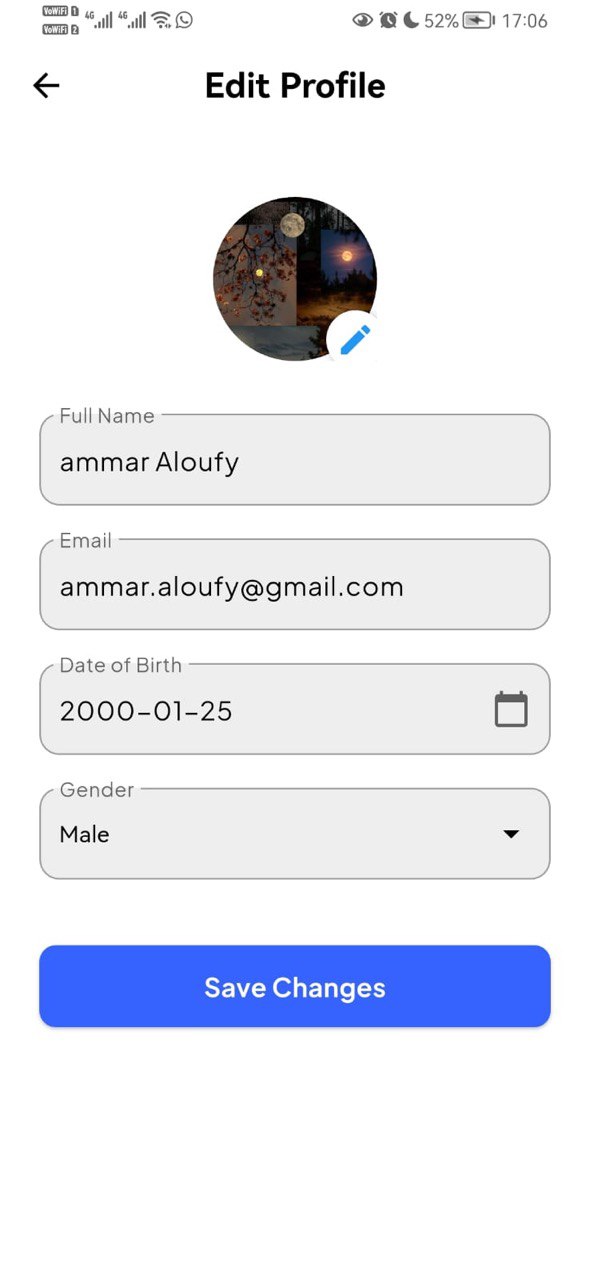 VoWiFi 1 4G 4G 52% 17:06
VoWiFi 2
Edit Profile
Full Name
ammar Aloufy
Email
ammar.aloufy@gmail.com
Date of Birth
2000-01-25
Gender
Male
Save Changes